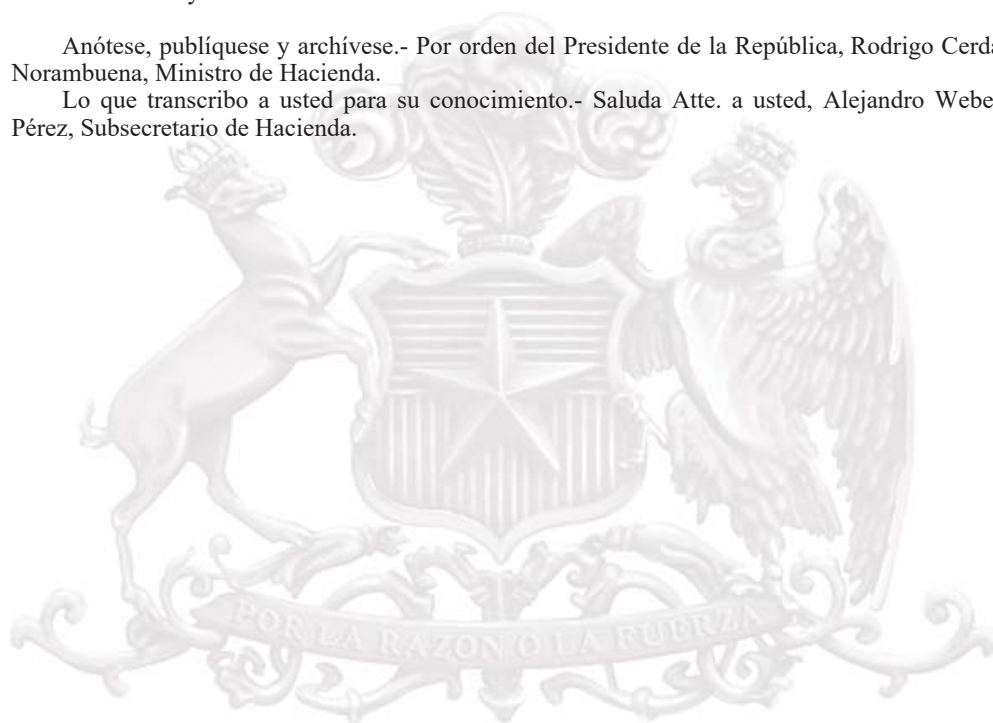 Anótese, publíquese y archívese.- Por orden del Presidente de la República, Rodrigo Cerda
Norambuena, Ministro de Hacienda.
Lo que transcribo a usted para su conocimiento.- Saluda Atte. a usted, Alejandro Webe
Pérez, Subsecretario de Hacienda.
POR LA RAZON O LA FUERZA